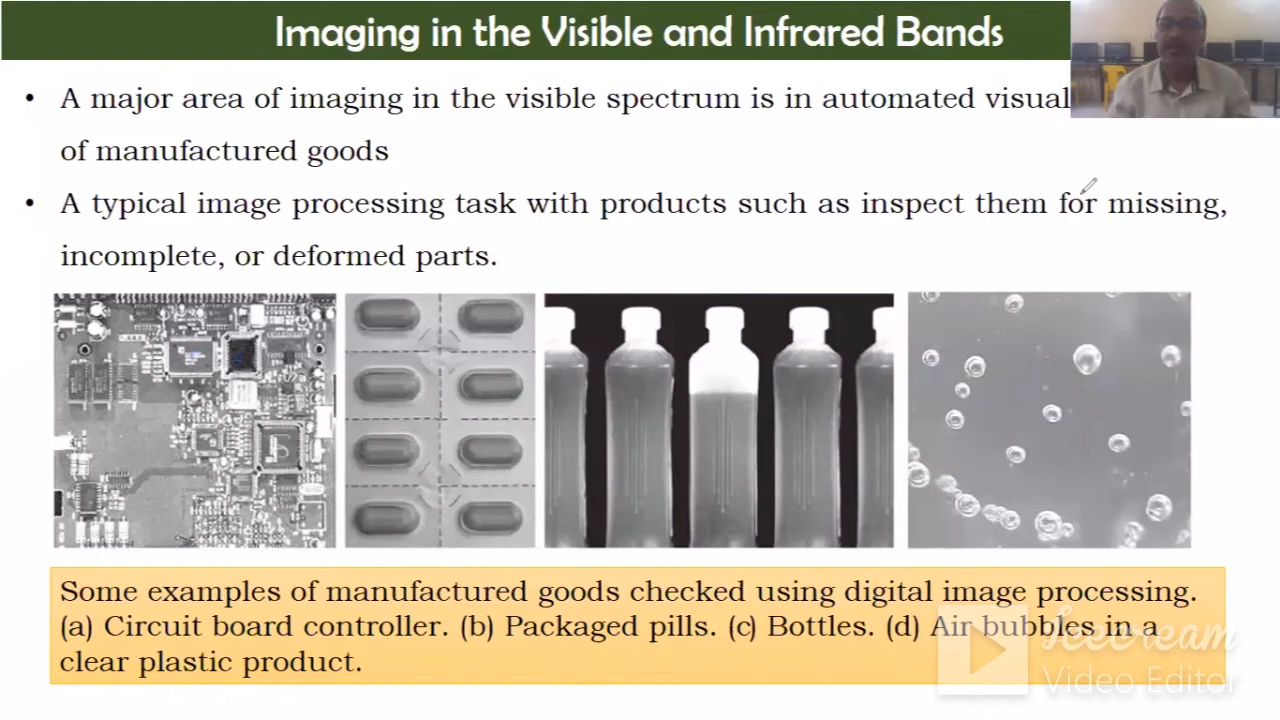 Imaging in the Visible and Infrared Bands
• A major area of imaging in the visible spectrum is in automated visual
of manufactured goods
• A typical image processing task with products such as inspect them for missing,
incomplete, or deformed parts.
Some examples of manufactured goods checked using digital image processing.
(a) Circuit board controller. (b) Packaged pills. (c) Bottles. (d) Air bubbles in a
clear plastic product.
Icecream
Video Editor